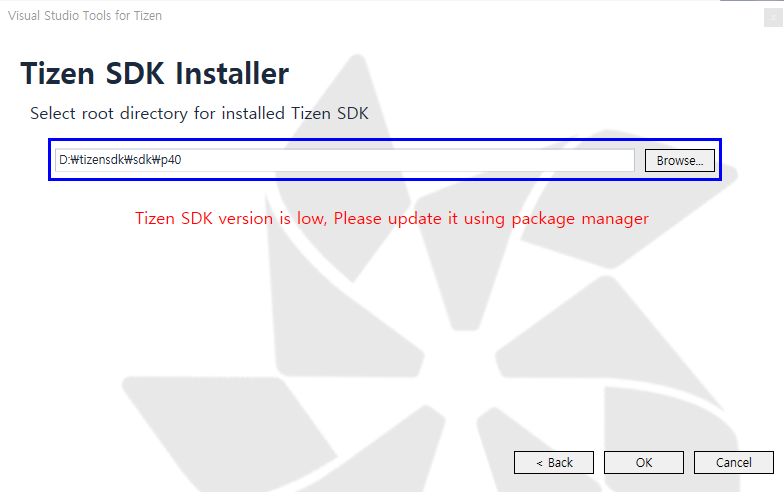 Visual Studio Tools for Tizen
x
Tizen SDK Installer
Select root directory for installed Tizen SDK
D:₩tizensdk₩sdk₩p40
Browse...
Tizen SDK version is low, Please update it using package manager
< Back
OK
Cancel